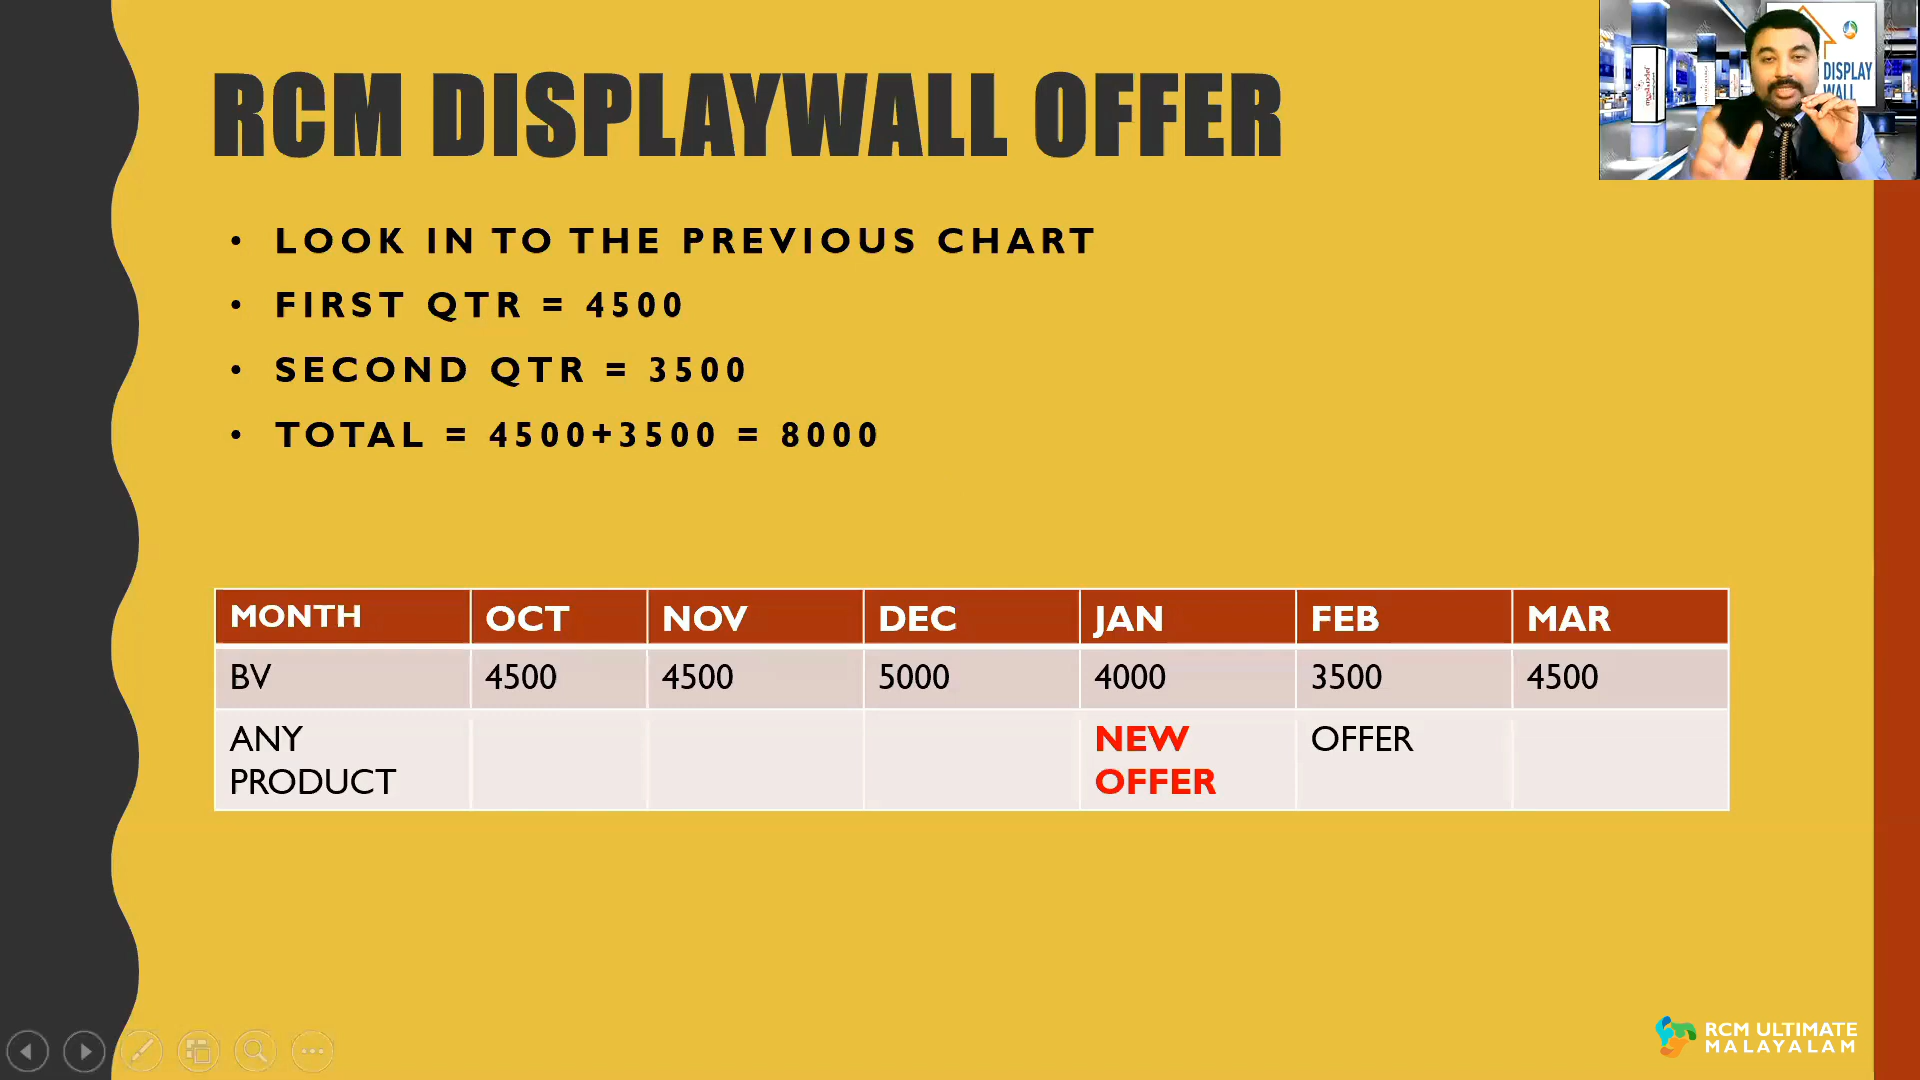 RCM DISPLAYWALL OFFER
DISPLAY
WALL
• LOOK IN TO THE PREVIOUS CHART
• FIRST QTR = 4500
• SECOND QTR = 3500
• TOTAL = 4500+3500 = 8000
MONTH OCT NOV DEC JAN FEB MAR
BV 4500 4500 5000 4000 3500 4500
ANY NEW OFFER
PRODUCT OFFER
RCM ULTIMATE
MALAYALAM